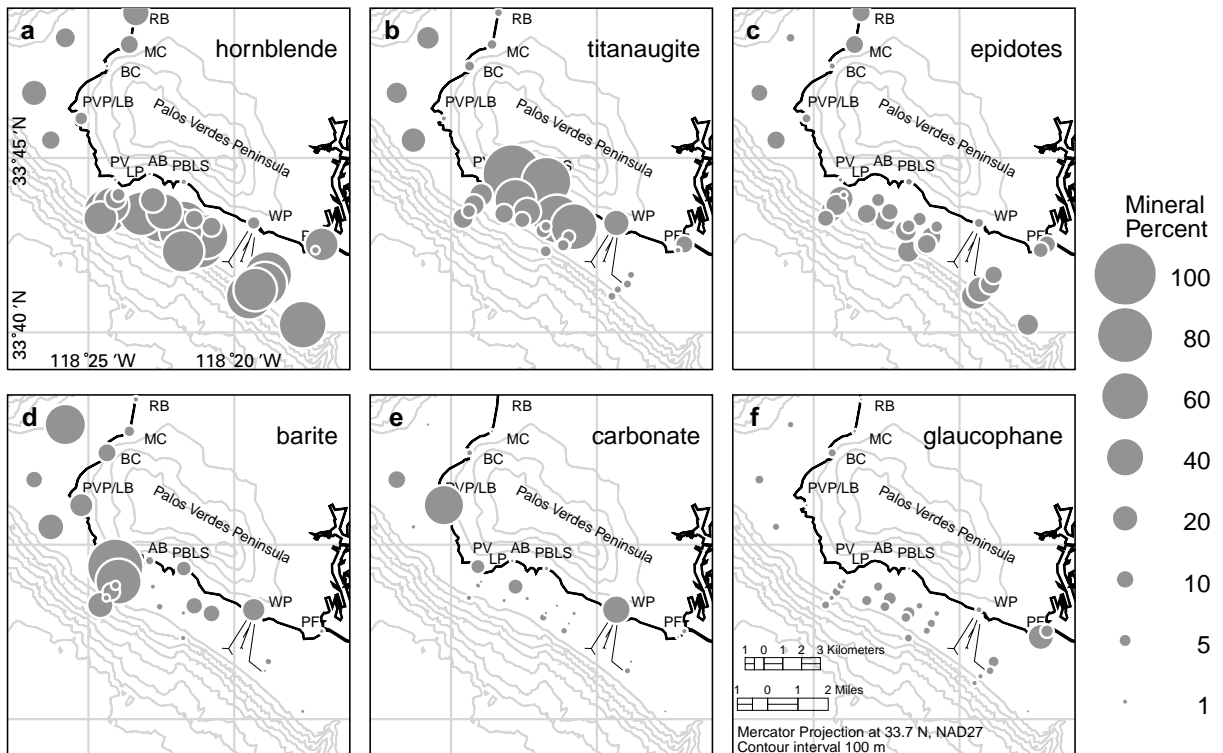 a
RB
MC
hornblende
BC
PVP/LB
Palos Verdes Peninsula
PV
LP
AB
PBLS
WP
33°45 ′N
33°40 ′N
118°25 ′W
118°20 ′W
b
RB
MC
titanaugite
BC
PVP/LB
Palos Verdes Peninsula
WP
PF
c
RB
MC
epidotes
BC
PVP/LB
Palos Verdes Peninsula
PV
LP
AB
PBLS
WP
PF
d
RB
MC
barite
BC
PVP/LB
Palos Verdes Peninsula
AB
PBLS
WP
PF
e
RB
MC
carbonate
BC
PVP/LB
Palos Verdes Peninsula
PV
LP
AB
PBLS
WP
PF
f
RB
MC
glaucophane
BC
PVP/LB
Palos Verdes Peninsula
PV
LP
AB
PBLS
WP
PF
1 0 1 2 3 Kilometers
1 0 1 2 Miles
Mercator Projection at 33.7 N, NAD27
Contour interval 100 m
Mineral
Percent
100
80
60
40
20
10
5
1